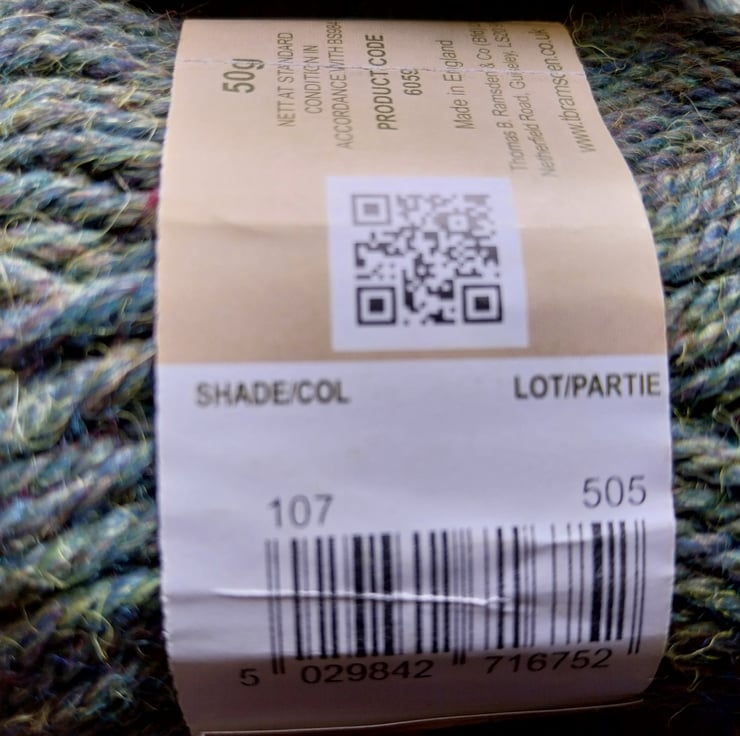 50g
NETT AT STANDARD
CONDITION IN
ACCORDANCE WITH BS984
PRODUCT CODE
6059
Made in England
Thomas B. Ramsden & Co (Bfd)
Netherfield Road, Guiseley, LS20
www.tbramsden.co.uk
SHADE/COL LOT/PARTIE
107 505
5 029842 716752